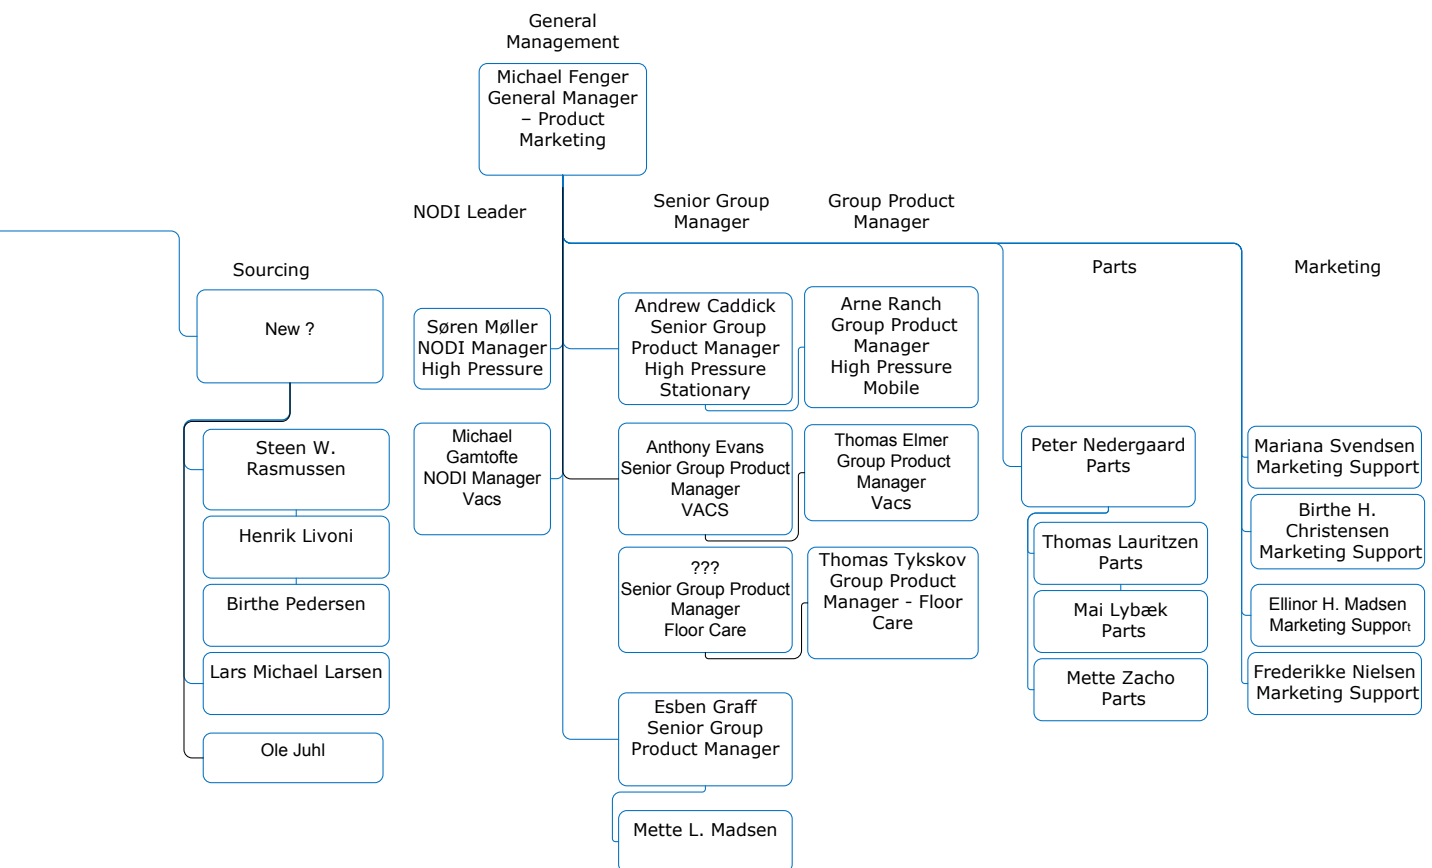 General
Management
Michael Fenger
General Manager
– Product
Marketing
NODI Leader
Senior Group
Manager
Group Product
Manager
Sourcing
Parts
Marketing
New ?
Søren Møller
NODI Manager
High Pressure
Andrew Caddick
Senior Group
Product Manager
High Pressure
Stationary
Arne Ranch
Group Product
Manager
High Pressure
Mobile
Steen W.
Rasmussen
Michael
Gamtofte
NODI Manager
Vacs
Anthony Evans
Senior Group Product
Manager
VACS
Thomas Elmer
Group Product
Manager
Vacs
Peter Nedergaard
Parts
Mariana Svendsen
Marketing Support
Henrik Livoni
Birthe H.
Christensen
Marketing Support
Thomas Lauritzen
Parts
???
Senior Group Product
Manager
Floor Care
Thomas Tykskov
Group Product
Manager - Floor
Care
Birthe Pedersen
Mai Lybæk
Parts
Ellinor H. Madsen
Marketing Support
Lars Michael Larsen
Mette Zacho
Parts
Frederikke Nielsen
Marketing Support
Esben Graff
Senior Group
Product Manager
Ole Juhl
Mette L. Madsen